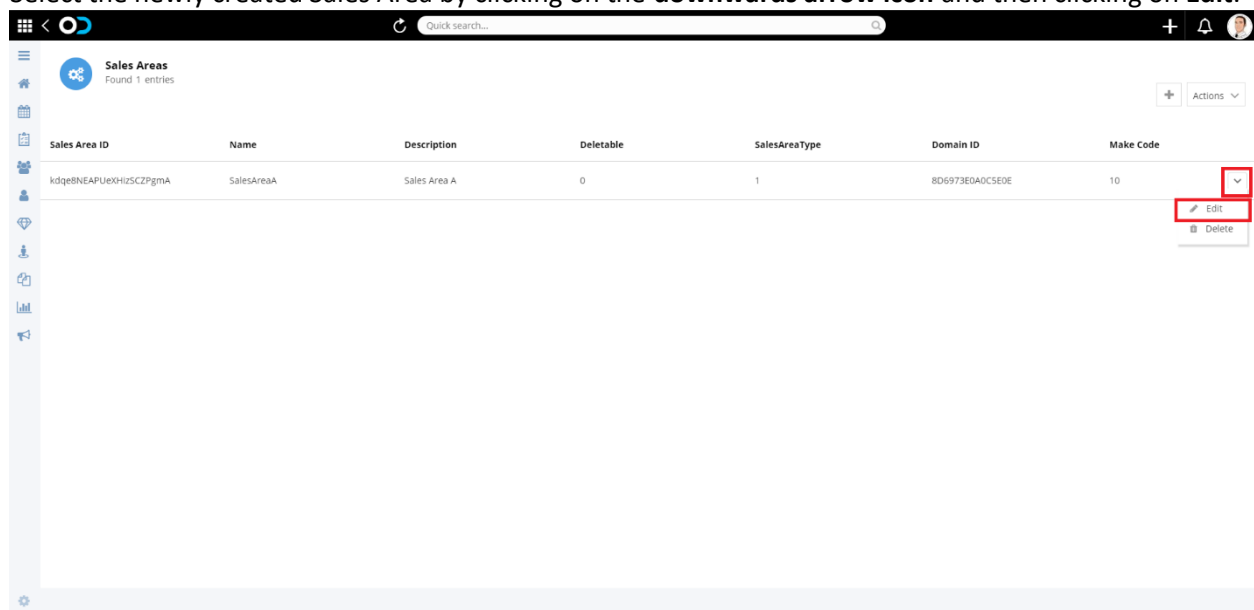 Select the newly created Sales Area by clicking on the downwards arrow icon and then clicking on Edit.
Quick search...
Sales Areas
Found 1 entries
Actions
Sales Area ID Name Description Deletable SalesAreaType Domain ID Make Code
kdqe8NEAPUeXHizSCZPgmA SalesAreaA Sales Area A 0 1 8D6973E0A0C5E0E 10
Edit
Delete